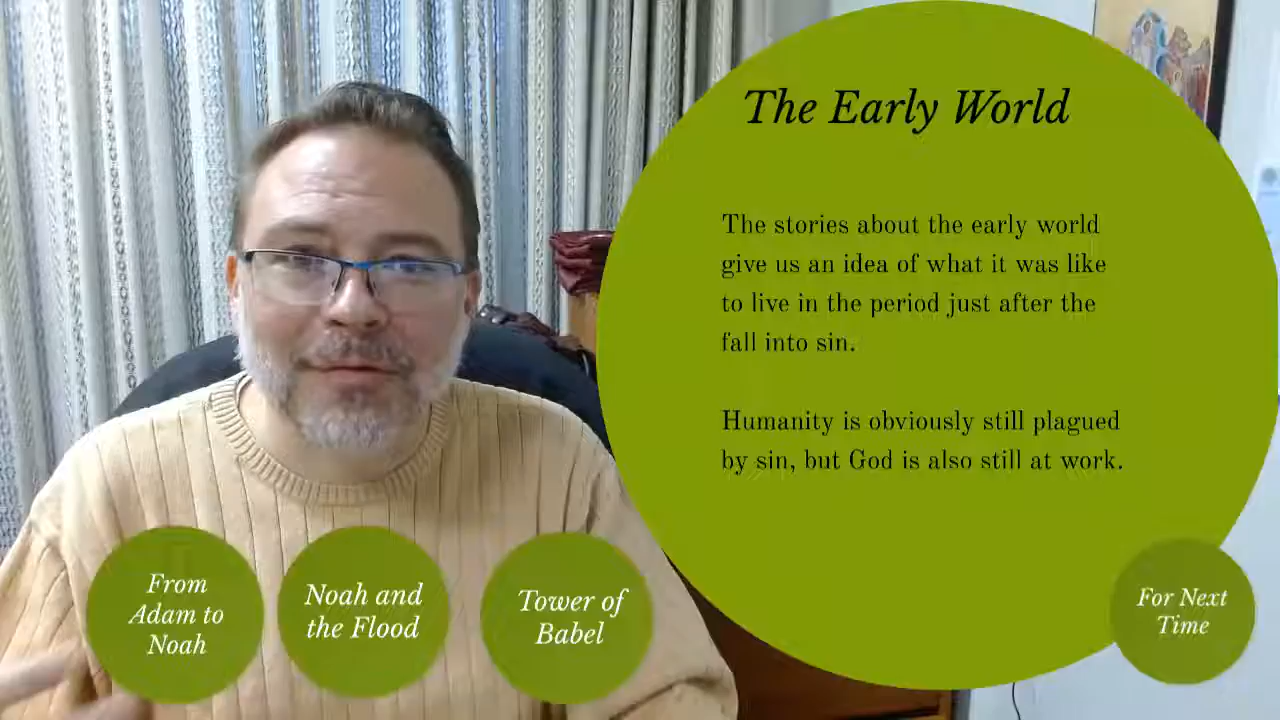 The Early World
The stories about the early world
give us an idea of what it was like
to live in the period just after the
fall into sin.
Humanity is obviously still plagued
by sin, but God is also still at work.
From
Adam to
Noah
Noah and
the Flood
Tower of
Babel
For Next
Time